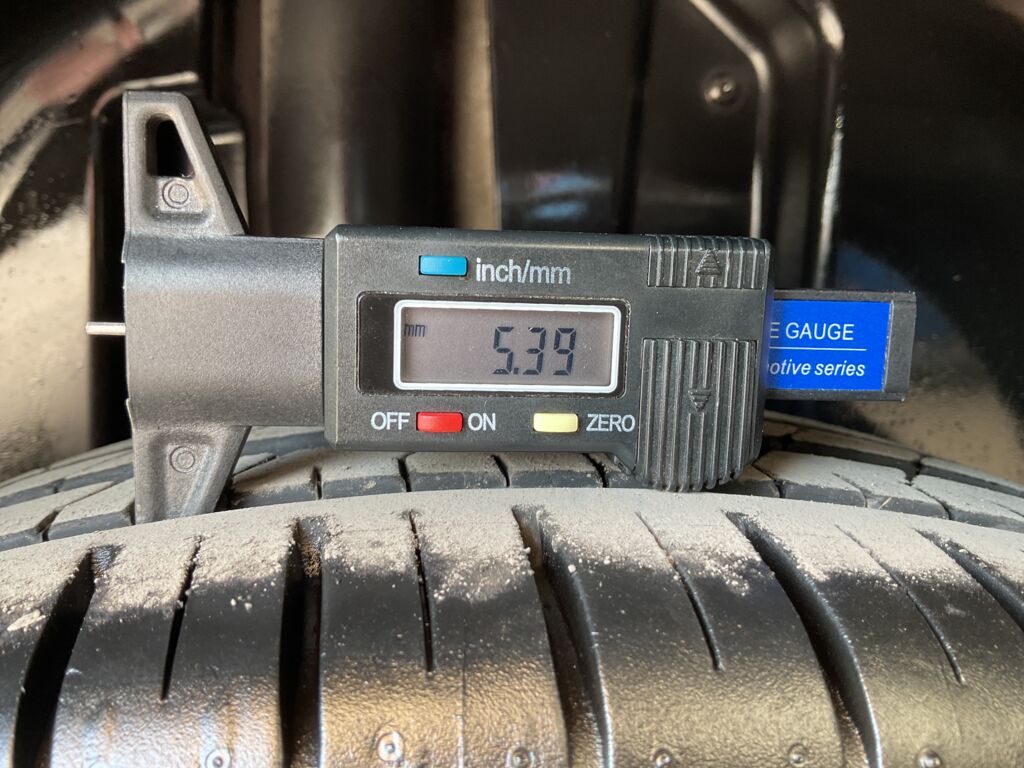 inch/mm
mm 5.39
OFF ON ZERO
E GAUGE
otive series